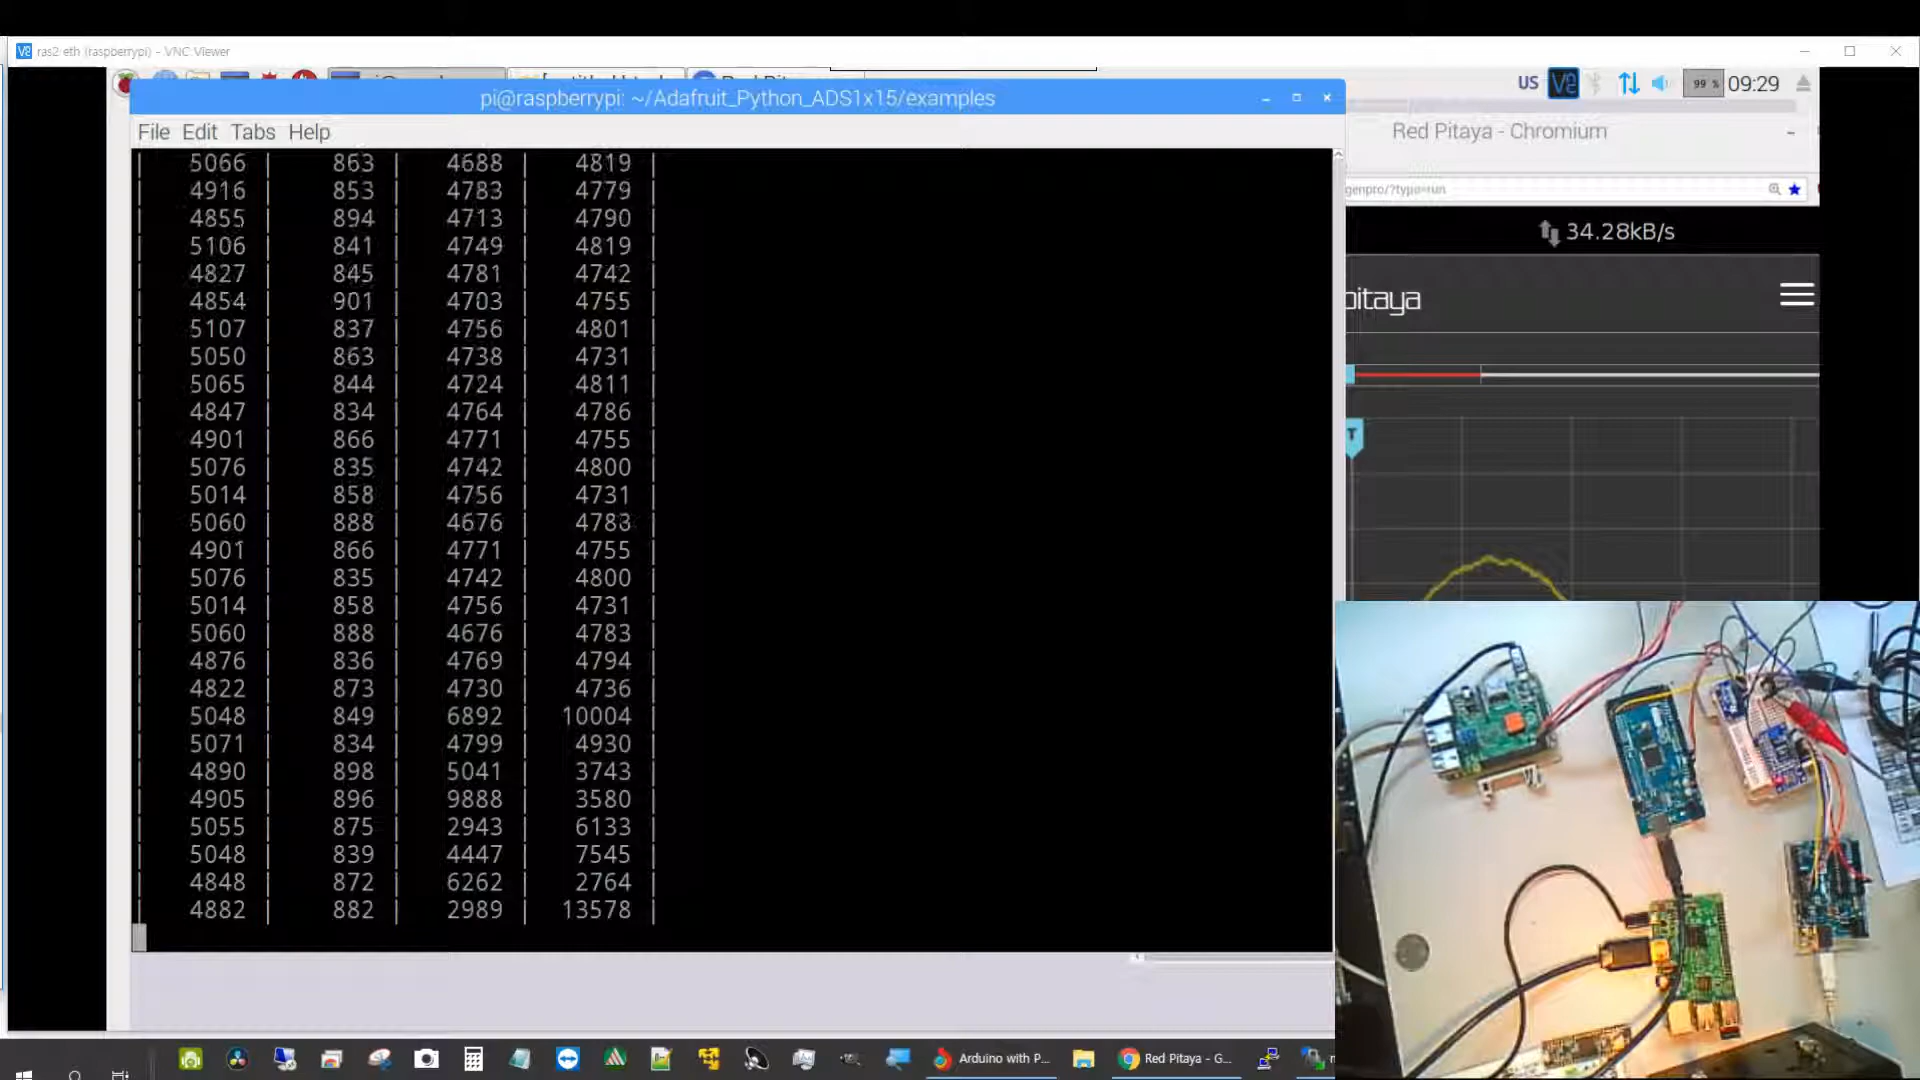 ras2 eth (raspberrypi) - VNC Viewer
US
99 %
09:29
pi@raspberrypi: ~/Adafruit_Python_ADS1x15/examples
Red Pitaya - Chromium
File Edit Tabs Help
genpro/?type=run
34.28kB/s
pitaya
T
| 5066 | 863 | 4688 | 4819 |
| 4916 | 853 | 4783 | 4779 |
| 4855 | 894 | 4713 | 4790 |
| 5106 | 841 | 4749 | 4819 |
| 4827 | 845 | 4781 | 4742 |
| 4854 | 901 | 4703 | 4755 |
| 5107 | 837 | 4756 | 4801 |
| 5050 | 863 | 4738 | 4731 |
| 5065 | 844 | 4724 | 4811 |
| 4847 | 834 | 4764 | 4786 |
| 4901 | 866 | 4771 | 4755 |
| 5076 | 835 | 4742 | 4800 |
| 5014 | 858 | 4756 | 4731 |
| 5060 | 888 | 4676 | 4783 |
| 4901 | 866 | 4771 | 4755 |
| 5076 | 835 | 4742 | 4800 |
| 5014 | 858 | 4756 | 4731 |
| 5060 | 888 | 4676 | 4783 |
| 4876 | 836 | 4769 | 4794 |
| 4822 | 873 | 4730 | 4736 |
| 5048 | 849 | 6892 | 10004 |
| 5071 | 834 | 4799 | 4930 |
| 4890 | 898 | 5041 | 3743 |
| 4905 | 896 | 9888 | 3580 |
| 5055 | 875 | 2943 | 6133 |
| 5048 | 839 | 4447 | 7545 |
| 4848 | 872 | 6262 | 2764 |
| 4882 | 882 | 2989 | 13578 |
Arduino with P...
Red Pitaya - G...